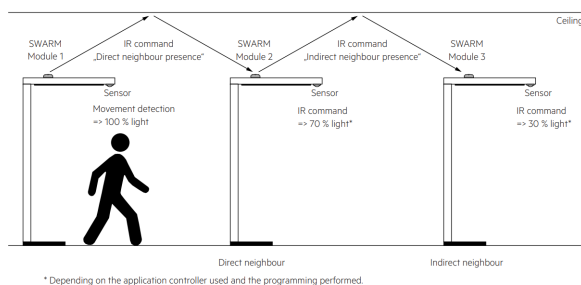 Ceiling
SWARM
Module 1
IR command
„Direct neighbour presence“
SWARM
Module 2
IR command
„Indirect neighbour presence“
SWARM
Module 3
Sensor
Movement detection
=> 100 % light
Sensor
IR command
=> 70 % light*
Sensor
IR command
=> 30 % light*
Direct neighbour
Indirect neighbour
* Depending on the application controller used and the programming performed.